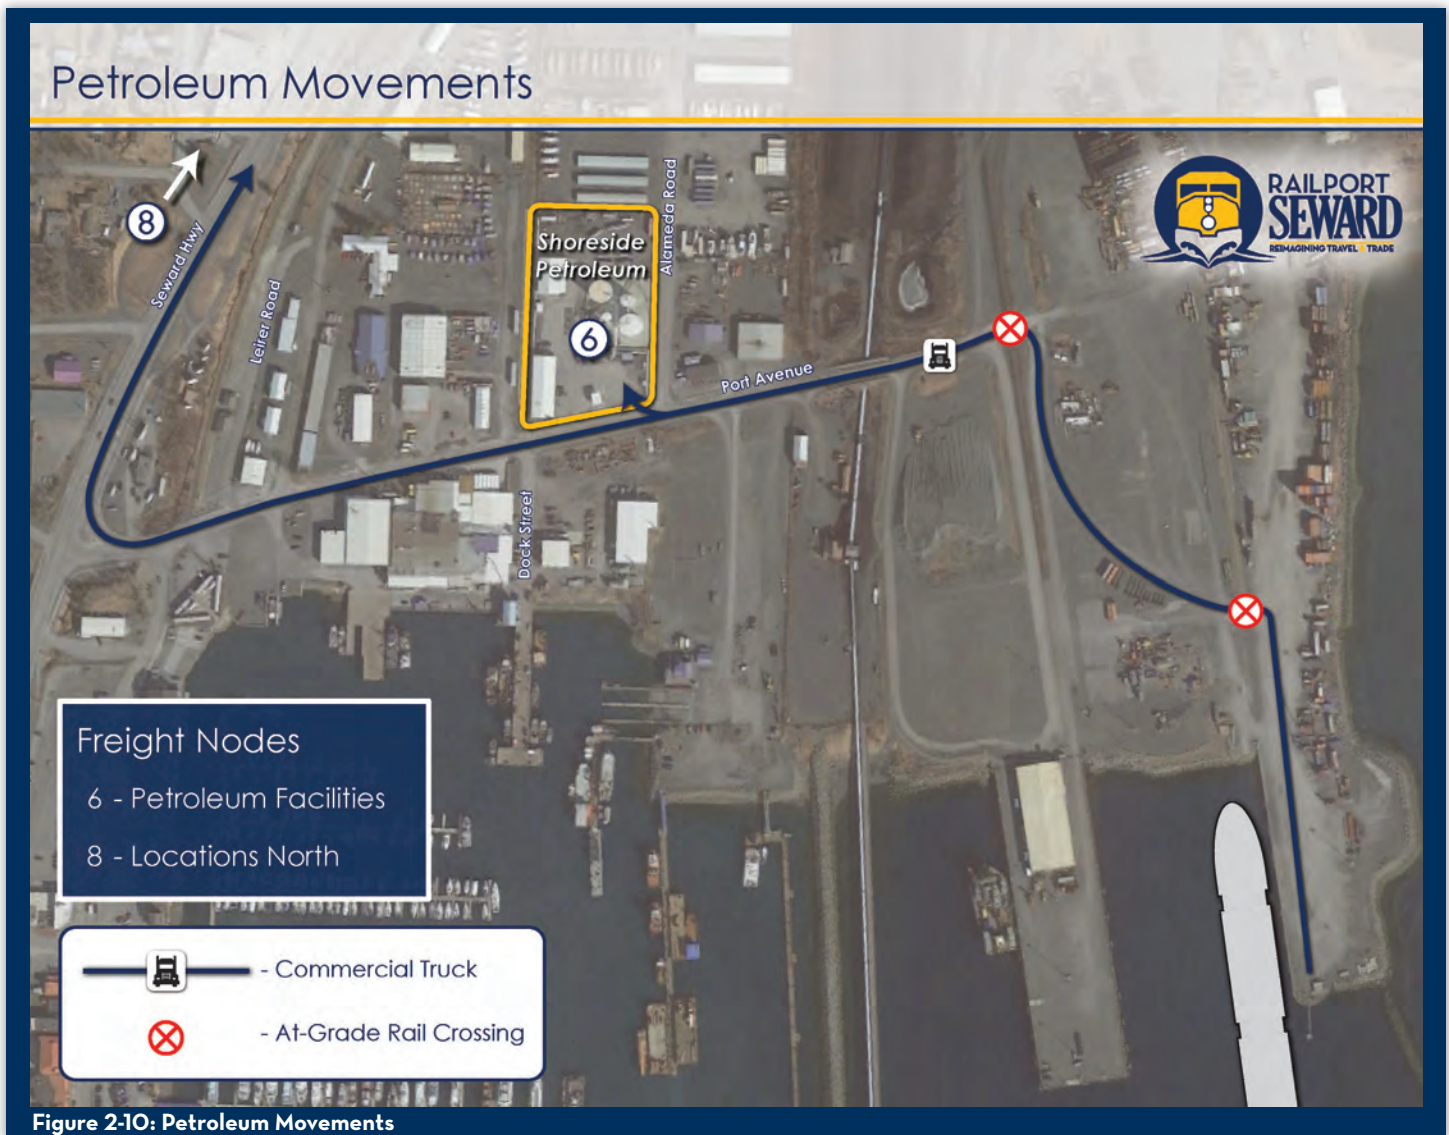 Petroleum Movements
RAILPORT
SEWARD
REIMAGINING TRAVEL & TRADE
8
Seward Hwy
Leirer Road
Shoreside
Petroleum
6
Alameda Road
Port Avenue
Dock Street
Freight Nodes
6 - Petroleum Facilities
8 - Locations North
- Commercial Truck
- At-Grade Rail Crossing
Figure 2-10: Petroleum Movements